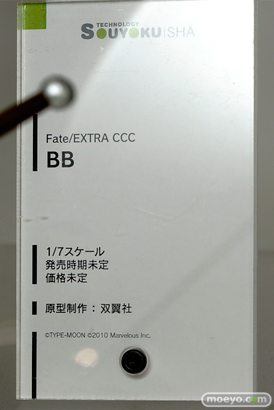 TECHNOLOGY
SOUYOKUSHA
Fate/EXTRA CCC
BB
1/7スケール
発売時期未定
価格未定
原型制作：双翼社
©TYPE-MOON ©2010 Marvelous Inc.
moeyo.com